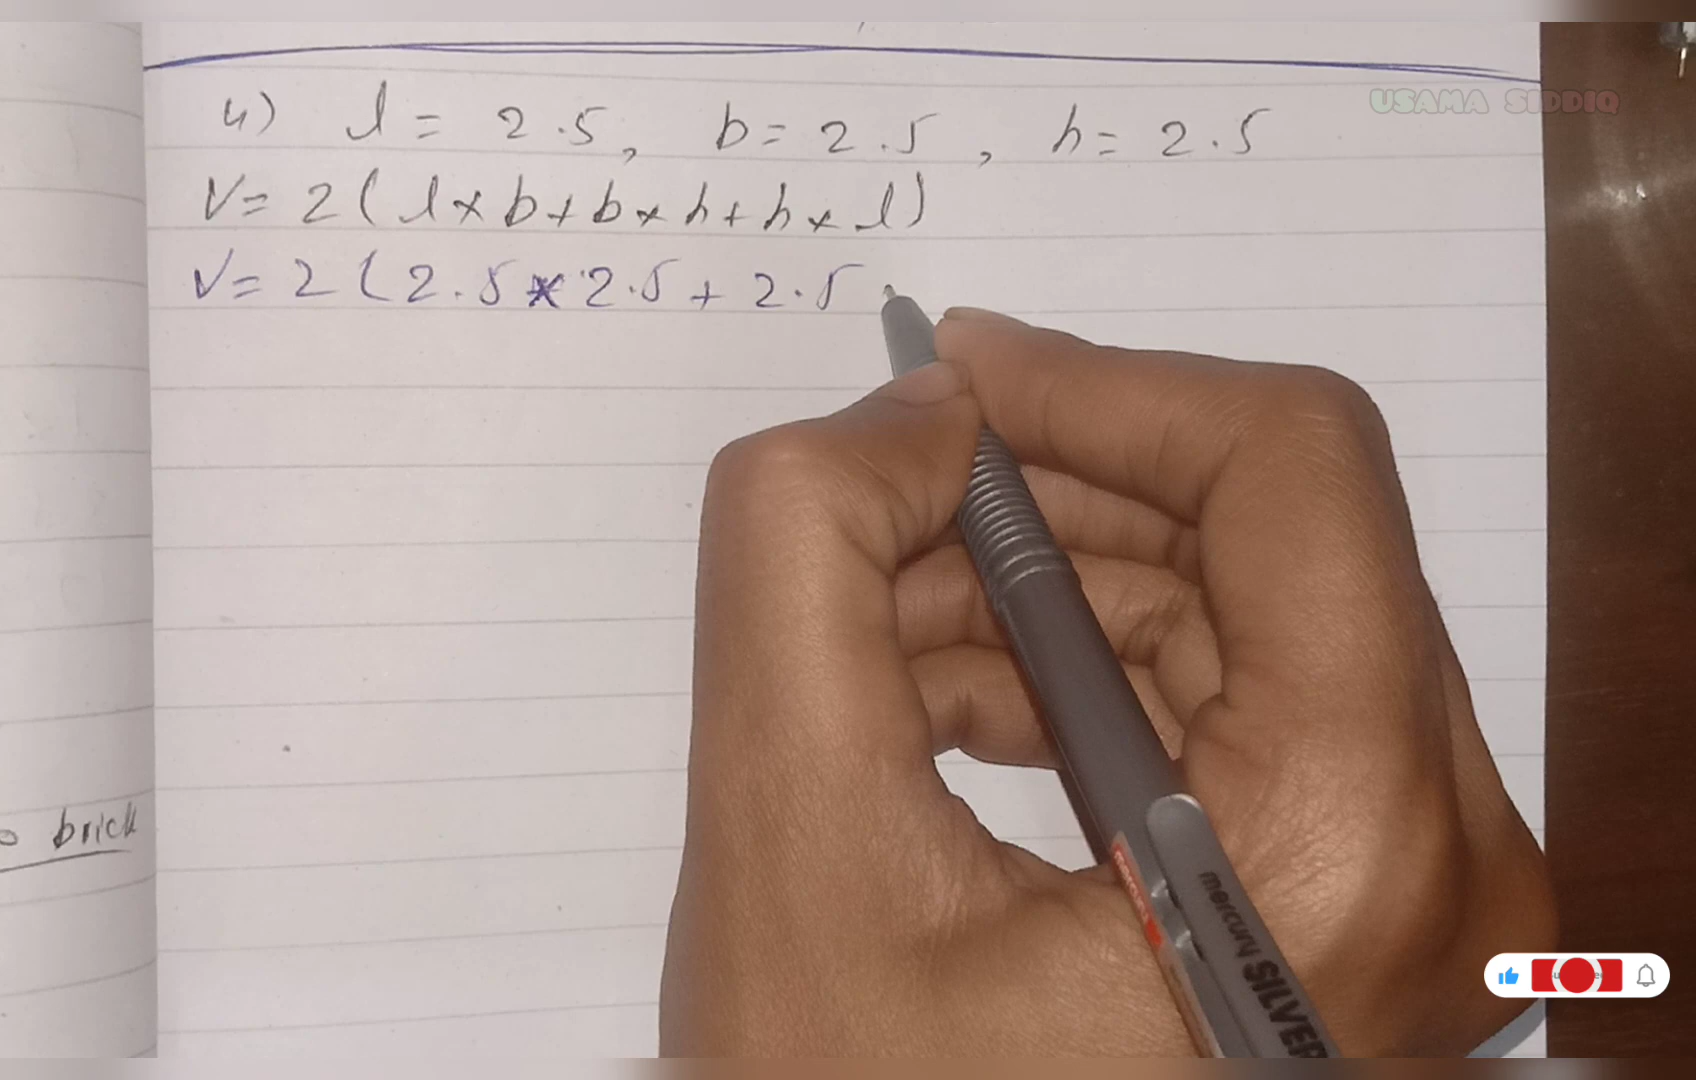 USAMA SIDDIQ
4) l = 2.5, b = 2.5, h = 2.5
V = 2 ( l × b + b × h + h × l )
V = 2 ( 2.5 × 2.5 + 2.5
brick
mercury SILVER